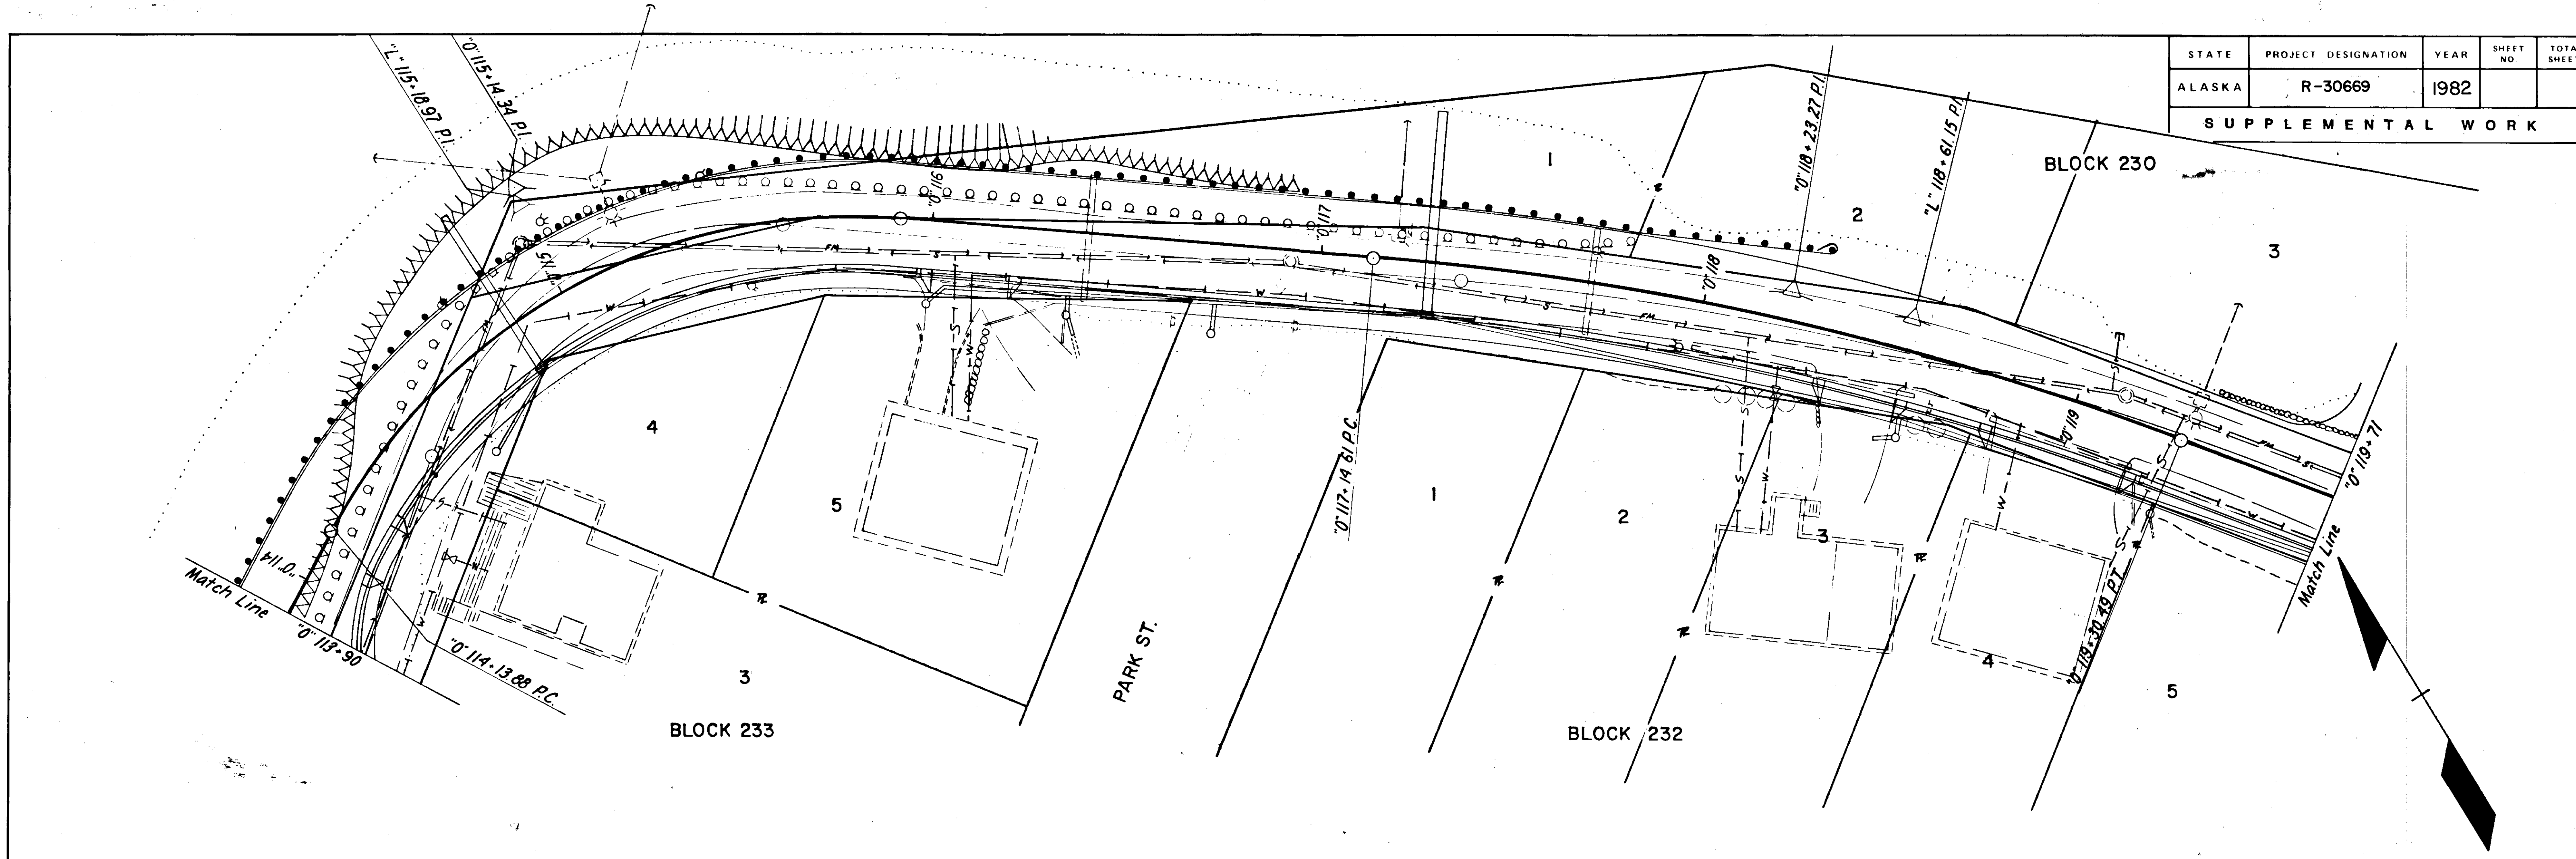 STATE PROJECT DESIGNATION YEAR SHEET NO.
ALASKA R-30669 1982
SUPPLEMENTAL WORK
"L" 115+18.97 P.I.
"O" 115+14.34 P.I.
"O" 118+23.27 P.I.
"L" 118+61.15 P.I.
BLOCK 230
1
2
3
"O" 116
"O" 117
"O" 118
"O" 115
FM
S
W
S
FM
W
S
W
4
5
"O" 117+14.61 P.C.
1
2
3
4
5
S
W
S
W
"O" 119
S
FM
S
W
"O" 119+71
Match Line
"O" 119+30.49 P.T.
"O" 114
Match Line
"O" 113+90
"O" 114+13.88 P.C.
3
PARK ST.
BLOCK 233
BLOCK 232